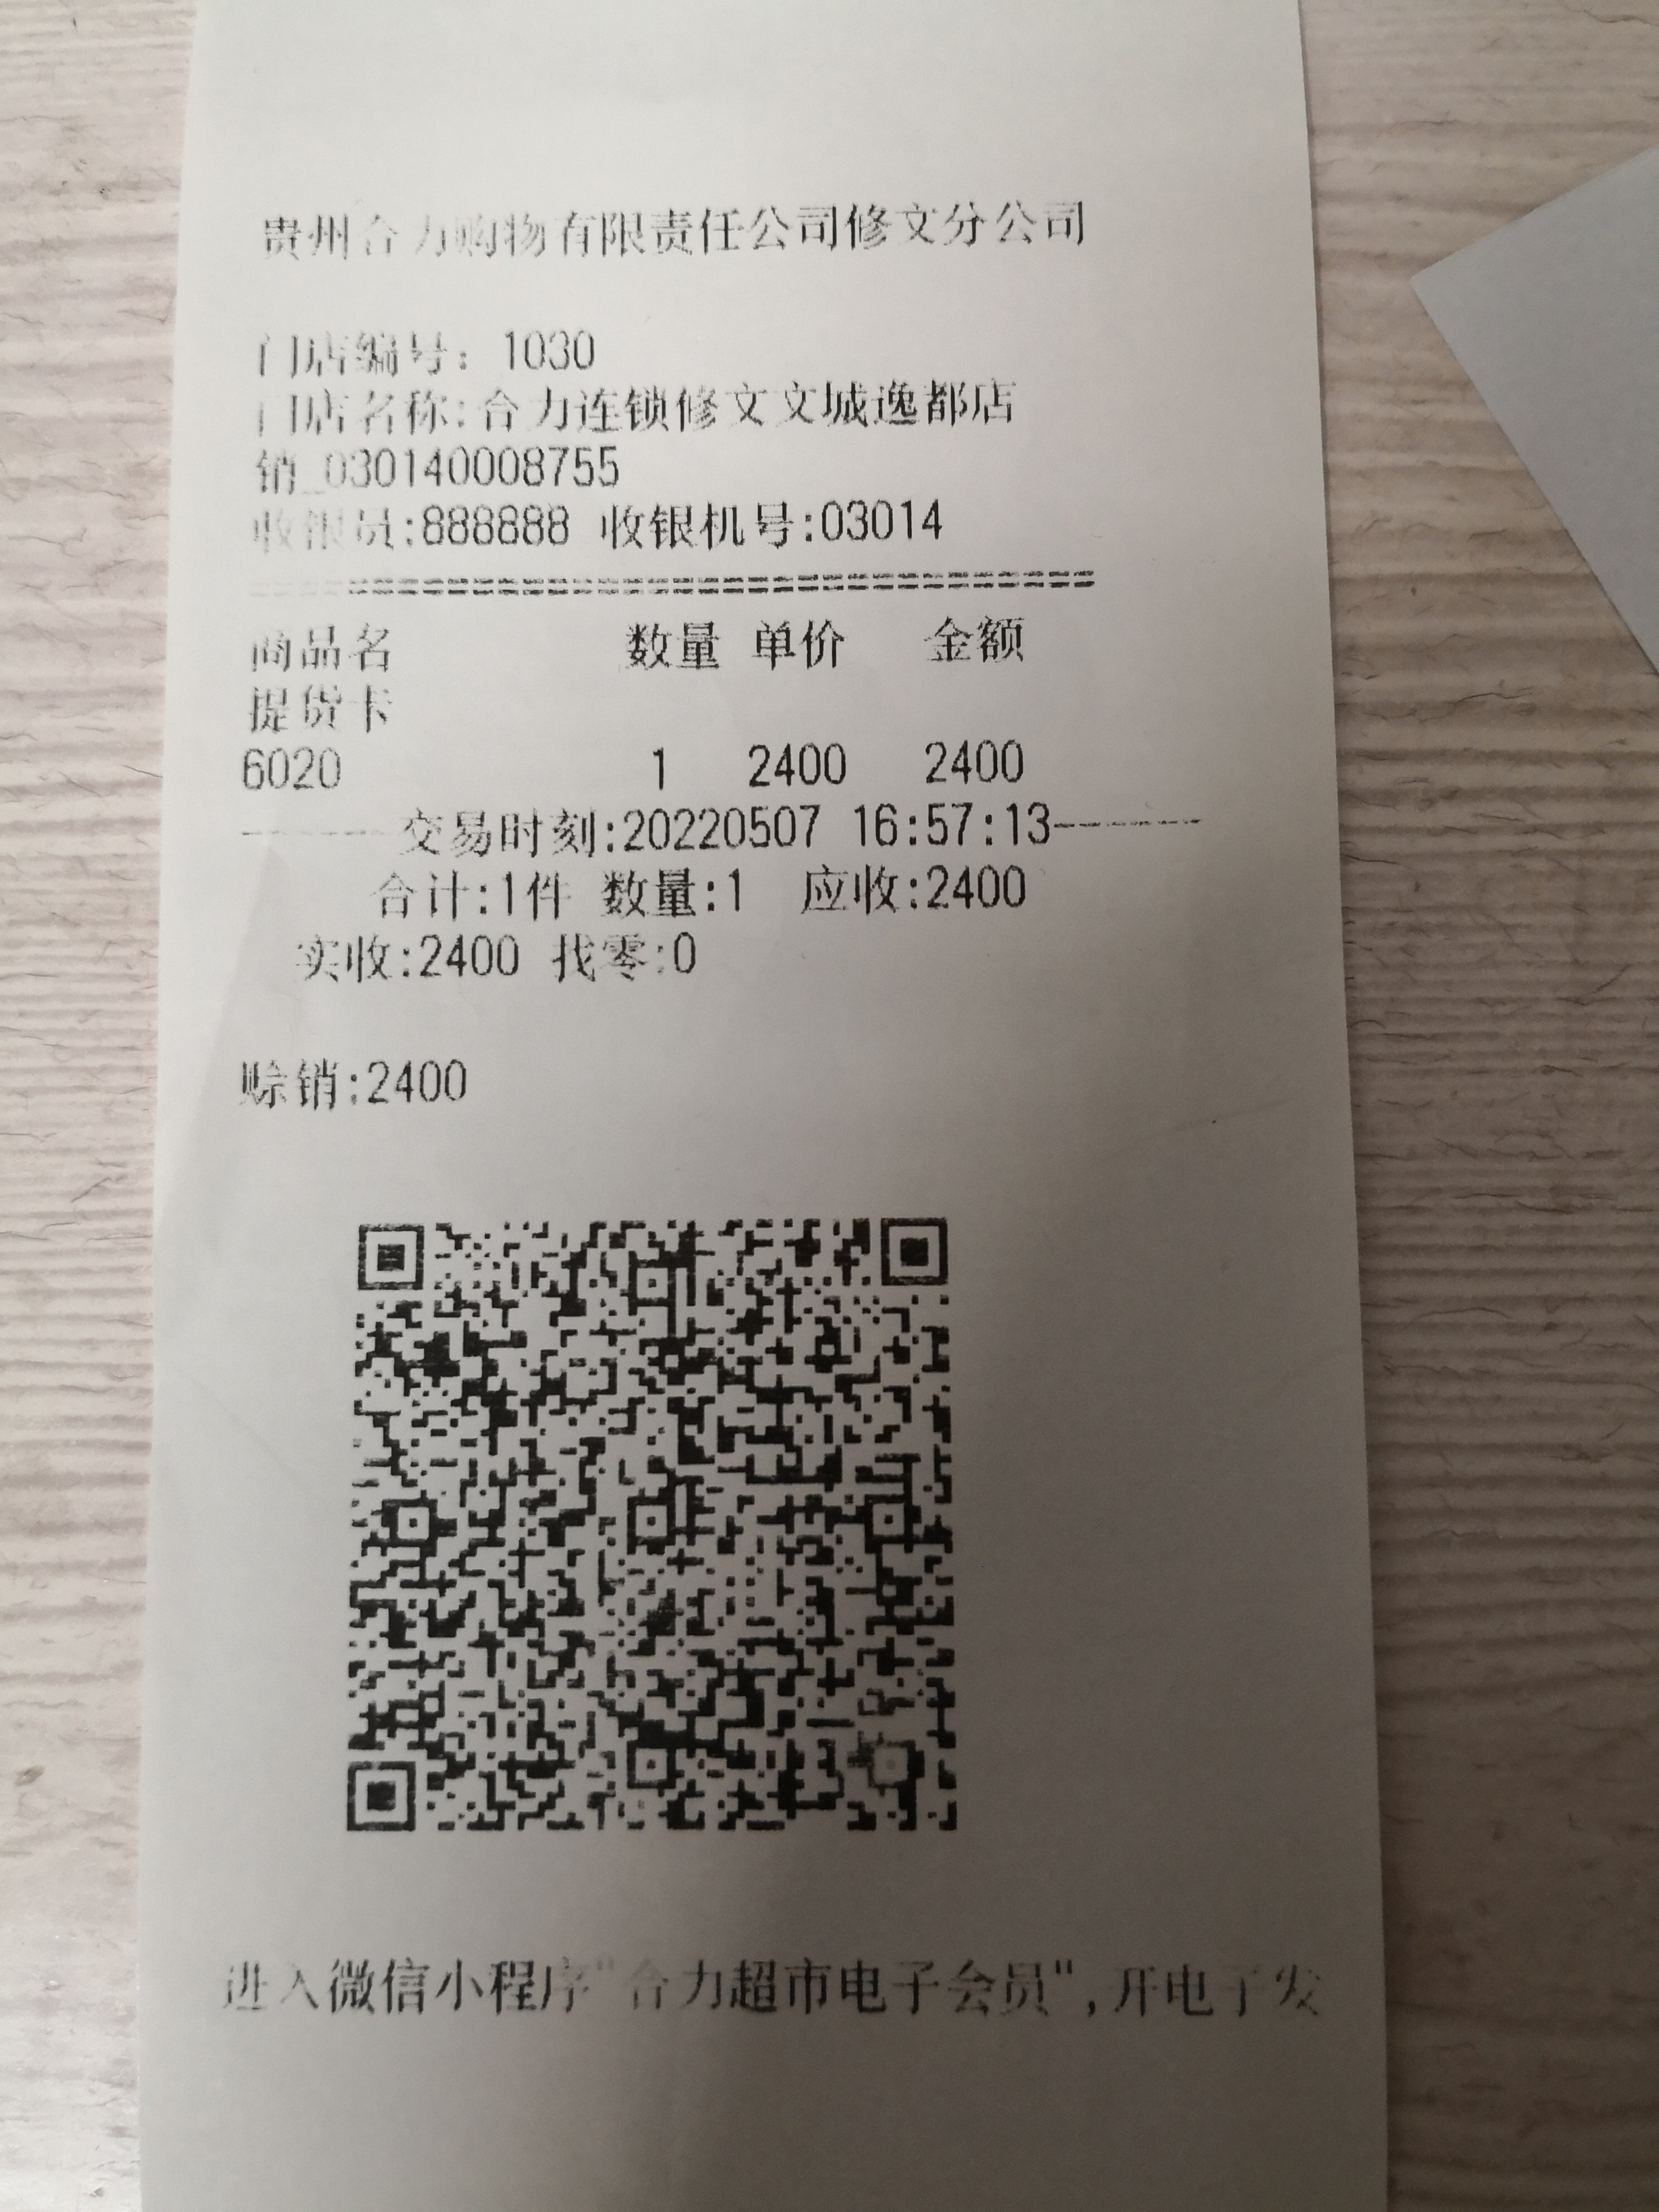 贵州合力购物有限责任公司修文分公司
门店编号: 1030
门店名称:合力连锁修文文城逸都店
销_030140008755
收银员:888888 收银机号:03014
==================================
商品名 数量 单价 金额
提货卡
6020 1 2400 2400
------交易时刻:20220507 16:57:13------
合计:1件 数量:1 应收:2400
实收:2400 找零:0
赊销:2400
进入微信小程序"合力超市电子会员",开电子发